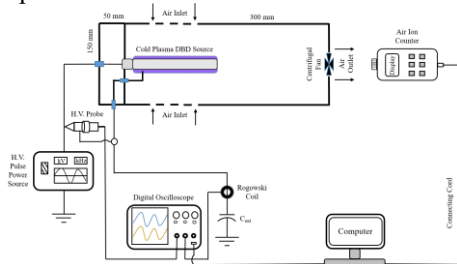 50 mm
Air Inlet
300 mm
150 mm
Cold Plasma DBD Source
Centrifugal
Fan
Air
Outlet
Air Ion
Counter
Display
Air Inlet
H.V. Probe
H.V.
Pulse
Power
Source
kV
kHz
Digital Oscilloscope
Rogowski
Coil
Computer
Connecting Cord